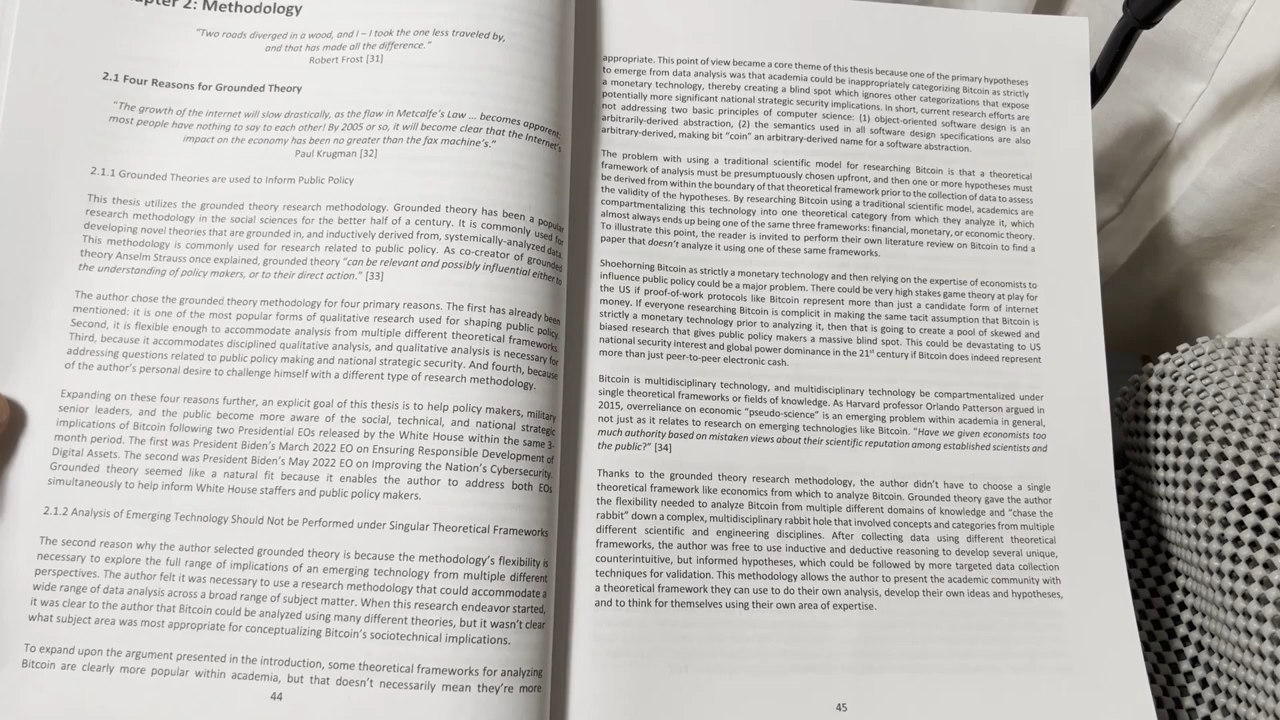 pter 2: Methodology
"Two roads diverged in a wood, and I – I took the one less traveled by,
and that has made all the difference."
Robert Frost [31]
2.1 Four Reasons for Grounded Theory
"The growth of the internet will slow drastically, as the flaw in Metcalfe's Law ... becomes apparent:
most people have nothing to say to each other! By 2005 or so, it will become clear that the Internet's
impact on the economy has been no greater than the fax machine's."
Paul Krugman [32]
2.1.1 Grounded Theories are used to Inform Public Policy
This thesis utilizes the grounded theory research methodology. Grounded theory has been a popular
research methodology in the social sciences for the better half of a century. It is commonly used for
developing novel theories that are grounded in, and inductively derived from, systemically-analyzed data.
This methodology is commonly used for research related to public policy. As co-creator of grounded
theory Anselm Strauss once explained, grounded theory "can be relevant and possibly influential either to
the understanding of policy makers, or to their direct action." [33]
The author chose the grounded theory methodology for four primary reasons. The first has already been
mentioned: it is one of the most popular forms of qualitative research used for shaping public policy.
Second, it is flexible enough to accommodate analysis from multiple different theoretical frameworks.
Third, because it accommodates disciplined qualitative analysis, and qualitative analysis is necessary for
addressing questions related to public policy making and national strategic security. And fourth, because
of the author's personal desire to challenge himself with a different type of research methodology.
Expanding on these four reasons further, an explicit goal of this thesis is to help policy makers, military
senior leaders, and the public become more aware of the social, technical, and national strategic
implications of Bitcoin following two Presidential EOs released by the White House within the same 3-
month period. The first was President Biden's March 2022 EO on Ensuring Responsible Development of
Digital Assets. The second was President Biden's May 2022 EO on Improving the Nation's Cybersecurity.
Grounded theory seemed like a natural fit because it enables the author to address both EOs
simultaneously to help inform White House staffers and public policy makers.
2.1.2 Analysis of Emerging Technology Should Not be Performed under Singular Theoretical Frameworks
The second reason why the author selected grounded theory is because the methodology's flexibility is
necessary to explore the full range of implications of an emerging technology from multiple different
perspectives. The author felt it was necessary to use a research methodology that could accommodate a
wide range of data analysis across a broad range of subject matter. When this research endeavor started,
it was clear to the author that Bitcoin could be analyzed using many different theories, but it wasn't clear
what subject area was most appropriate for conceptualizing Bitcoin's sociotechnical implications.
To expand upon the argument presented in the introduction, some theoretical frameworks for analyzing
Bitcoin are clearly more popular within academia, but that doesn't necessarily mean they're more
44
appropriate. This point of view became a core theme of this thesis because one of the primary hypotheses
to emerge from data analysis was that academia could be inappropriately categorizing Bitcoin as strictly
a monetary technology, thereby creating a blind spot which ignores other categorizations that expose
potentially more significant national strategic security implications. In short, current research efforts are
not addressing two basic principles of computer science: (1) object-oriented software design is an
arbitrarily-derived abstraction, (2) the semantics used in all software design specifications are also
arbitrary-derived, making bit "coin" an arbitrary-derived name for a software abstraction.
The problem with using a traditional scientific model for researching Bitcoin is that a theoretical
framework of analysis must be presumptuously chosen upfront, and then one or more hypotheses must
be derived from within the boundary of that theoretical framework prior to the collection of data to assess
the validity of the hypotheses. By researching Bitcoin using a traditional scientific model, academics are
compartmentalizing this technology into one theoretical category from which they analyze it, which
almost always ends up being one of the same three frameworks: financial, monetary, or economic theory.
To illustrate this point, the reader is invited to perform their own literature review on Bitcoin to find a
paper that doesn't analyze it using one of these same frameworks.
Shoehorning Bitcoin as strictly a monetary technology and then relying on the expertise of economists to
influence public policy could be a major problem. There could be very high stakes game theory at play for
the US if proof-of-work protocols like Bitcoin represent more than just a candidate form of internet
money. If everyone researching Bitcoin is complicit in making the same tacit assumption that Bitcoin is
strictly a monetary technology prior to analyzing it, then that is going to create a pool of skewed and
biased research that gives public policy makers a massive blind spot. This could be devastating to US
national security interest and global power dominance in the 21st century if Bitcoin does indeed represent
more than just peer-to-peer electronic cash.
Bitcoin is multidisciplinary technology, and multidisciplinary technology be compartmentalized under
single theoretical frameworks or fields of knowledge. As Harvard professor Orlando Patterson argued in
2015, overreliance on economic "pseudo-science" is an emerging problem within academia in general,
not just as it relates to research on emerging technologies like Bitcoin. "Have we given economists too
much authority based on mistaken views about their scientific reputation among established scientists and
the public?" [34]
Thanks to the grounded theory research methodology, the author didn't have to choose a single
theoretical framework like economics from which to analyze Bitcoin. Grounded theory gave the author
the flexibility needed to analyze Bitcoin from multiple different domains of knowledge and "chase the
rabbit" down a complex, multidisciplinary rabbit hole that involved concepts and categories from multiple
different scientific and engineering disciplines. After collecting data using different theoretical
frameworks, the author was free to use inductive and deductive reasoning to develop several unique,
counterintuitive, but informed hypotheses, which could be followed by more targeted data collection
techniques for validation. This methodology allows the author to present the academic community with
a theoretical framework they can use to do their own analysis, develop their own ideas and hypotheses,
and to think for themselves using their own area of expertise.
45